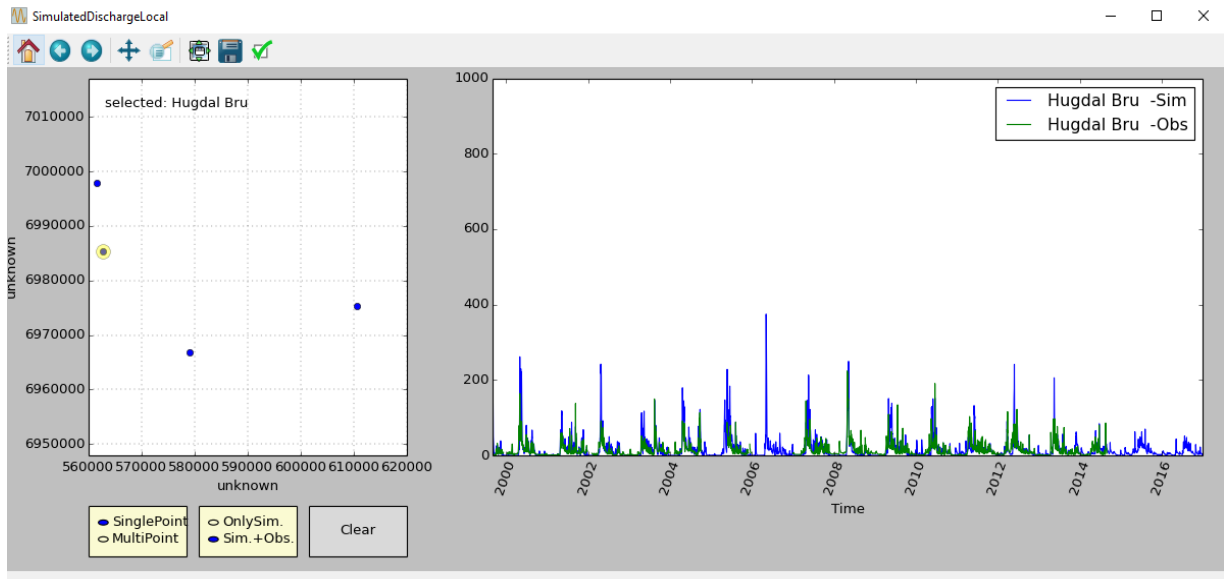 SimulatedDischargeLocal
selected: Hugdal Bru
7010000
7000000
6990000
6980000
6970000
6960000
6950000
unknown
560000 570000 580000 590000 600000 610000 620000
unknown
SinglePoint
MultiPoint
OnlySim.
Sim.+Obs.
Clear
1000
800
600
400
200
0
Hugdal Bru -Sim
Hugdal Bru -Obs
2000 2002 2004 2006 2008 2010 2012 2014 2016
Time